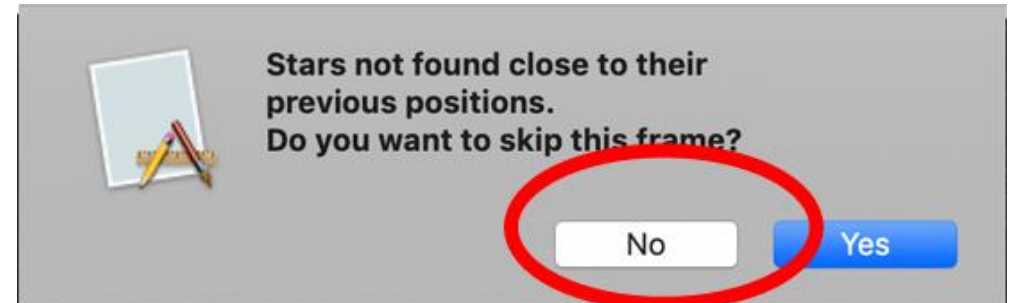 Stars not found close to their
previous positions.
Do you want to skip this frame?
No
Yes